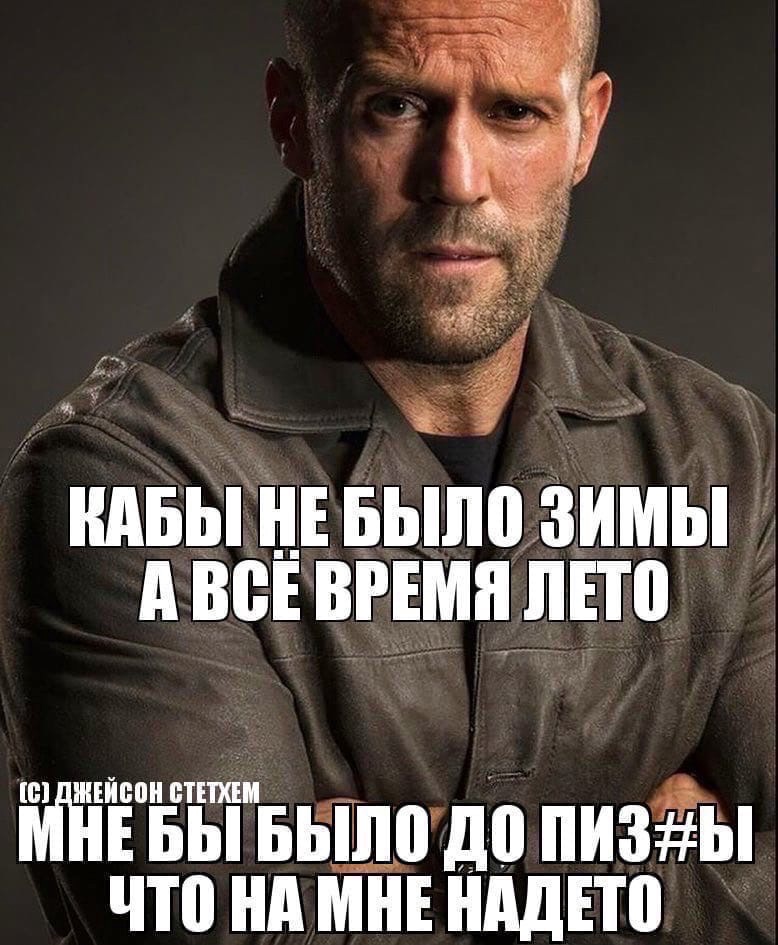 КАБЫ НЕ БЫЛО ЗИМЫ
А ВСЁ ВРЕМЯ ЛЕТО
(С) ДЖЕЙСОН СТЕТХЕМ
МНЕ БЫ БЫЛО ДО ПИЗ#Ы
ЧТО НА МНЕ НАДЕТО